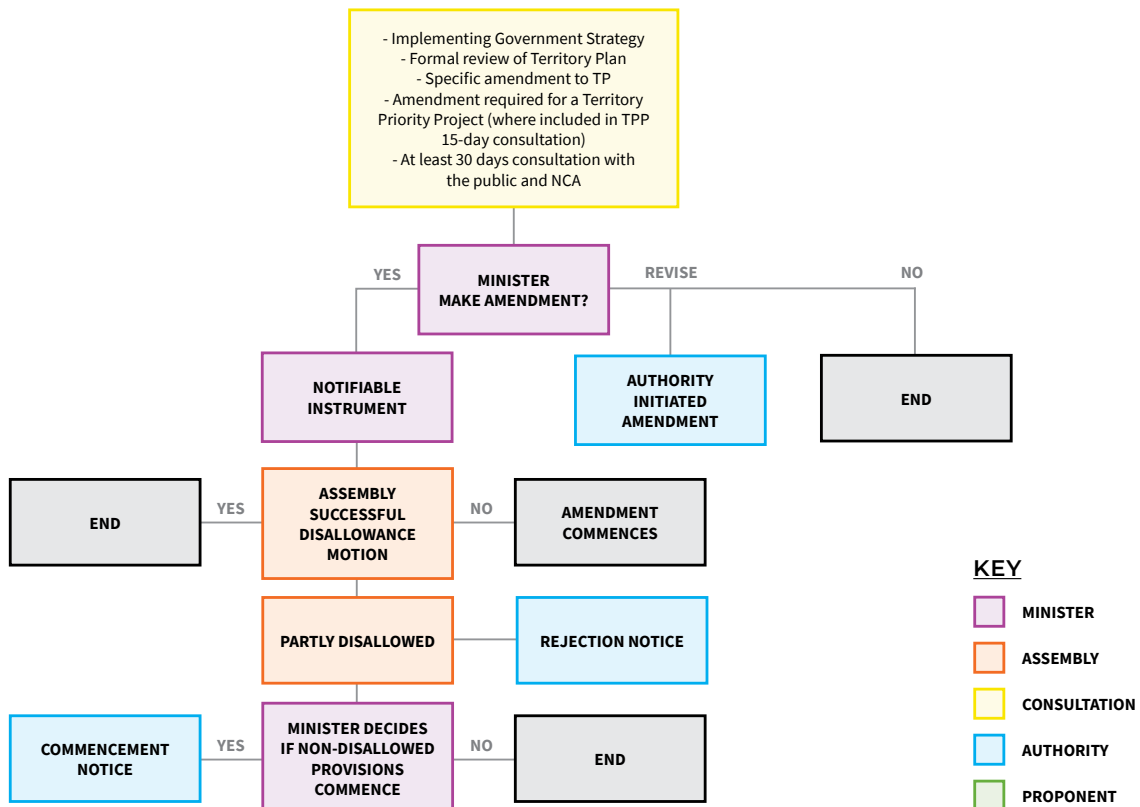 - Implementing Government Strategy
- Formal review of Territory Plan
- Specific amendment to TP
- Amendment required for a Territory
Priority Project (where included in TPP
15-day consultation)
- At least 30 days consultation with
the public and NCA
YES
MINISTER
MAKE AMENDMENT?
REVISE
NO
NOTIFIABLE
INSTRUMENT
AUTHORITY
INITIATED
AMENDMENT
END
END
YES
ASSEMBLY
SUCCESSFUL
DISALLOWANCE
MOTION
NO
AMENDMENT
COMMENCES
PARTLY DISALLOWED
REJECTION NOTICE
COMMENCEMENT
NOTICE
YES
MINISTER DECIDES
IF NON-DISALLOWED
PROVISIONS
COMMENCE
NO
END
KEY
MINISTER
ASSEMBLY
CONSULTATION
AUTHORITY
PROPONENT